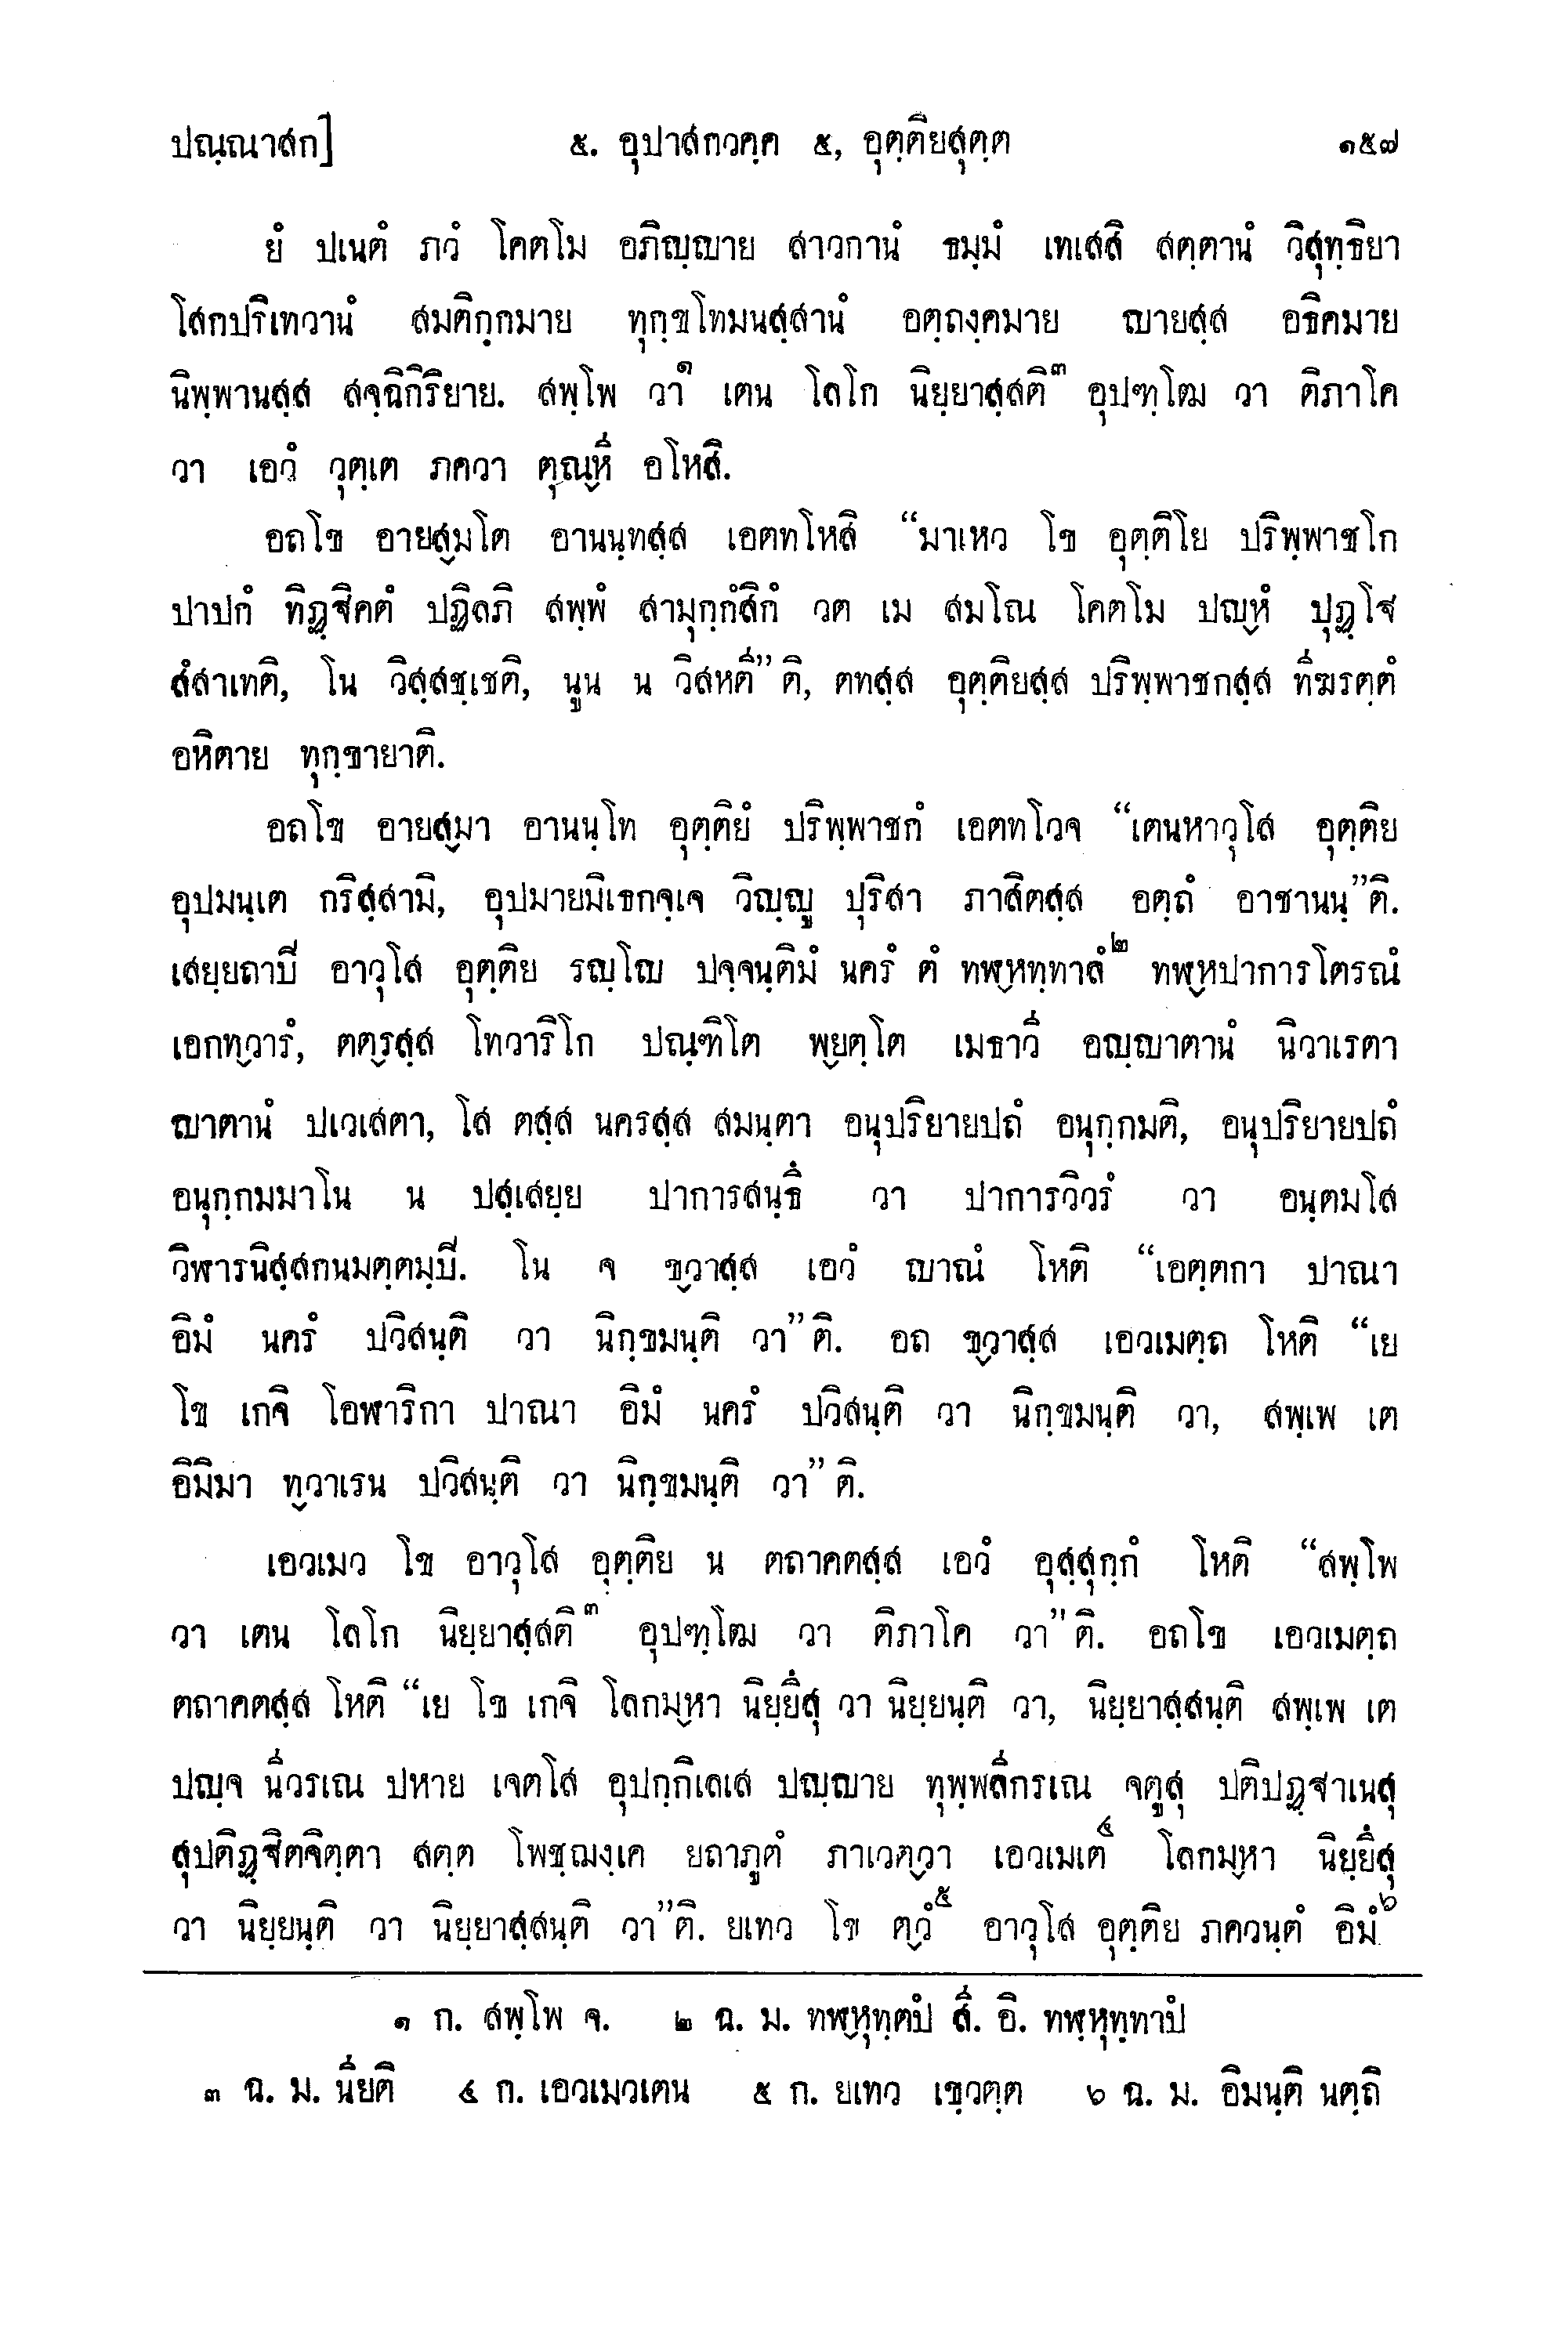 ปณฺณาสก] ๕. อุปาสกวคฺค ๕, อุตฺติยสุตฺต ๑๕๗
ยํ ปเนตํ ภวํ โคตโม อภิญฺญาย สาวกานํ ธมฺมํ เทเสสิ สตฺตานํ วิสุทฺธิยา
โสกปริเทวานํ สมติกฺกมาย ทุกฺขโทมนสฺสานํ อตฺถงฺคมาย ญายสฺส อธิคมาย
นิพฺพานสฺส สจฺฉิกิริยาย. สพฺโพ วา๑ เตน โลโก นิยฺยาสฺสติ๓ อุปฑฺโฒ วา ติภาโค
วา เอวํ วุตฺเต ภควา ตุณฺหี อโหสิ.
อถโข อายสฺมโต อานนฺทสฺส เอตทโหสิ “มาเหว โข อุตฺติโย ปริพฺพาชโก
ปาปกํ ทิฏฺฐิคตํ ปฏิลภิ สพฺพํ สามุกฺกํสิกํ วต เม สมโณ โคตโม ปญฺหํ ปุฏฺโฐ
สํสาเทติ, โน วิสฺสชฺเชติ, นูน น วิสหตี” ติ, ตทสฺส อุตฺติยสฺส ปริพฺพาชกสฺส ทีฆรตฺตํ
อหิตาย ทุกฺขายาติ.
อถโข อายสฺมา อานนฺโท อุตฺติยํ ปริพฺพาชกํ เอตทโวจ “เตนหาวุโส อุตฺติย
อุปมนฺเต กริสฺสามิ, อุปมายมิเธกจฺเจ วิญฺญู ปุริสา ภาสิตสฺส อตฺถํ อาชานนฺ”ติ.
เสยฺยถาปี อาวุโส อุตฺติย รญฺโญ ปจฺจนฺติมํ นครํ ตํ ทฬฺหทฺทาลํ๒ ทฬฺหปาการโตรณํ
เอกทฺวารํ, ตตฺรสฺส โทวาริโก ปณฺฑิโต พฺยตฺโต เมธาวี อญฺญาตานํ นิวาเรตา
ญาตานํ ปเวเสตา, โส ตสฺส นครสฺส สมนฺตา อนุปริยายปถํ อนุกฺกมติ, อนุปริยายปถํ
อนุกฺกมมาโน น ปสฺเสยฺย ปาการสนฺธึ วา ปาการวิวรํ วา อนฺตมโส
วิฬารนิสฺสกนมตฺตมฺปี. โน จ ขฺวาสฺส เอวํ ญาณํ โหติ “เอตฺตกา ปาณา
อิมํ นครํ ปวิสนฺติ วา นิกฺขมนฺติ วา” ติ. อถ ขฺวาสฺส เอวเมตฺถ โหติ “เย
โข เกจิ โอฬาริกา ปาณา อิมํ นครํ ปวิสนฺติ วา นิกฺขมนฺติ วา, สพฺเพ เต
อิมิมา ทฺวาเรน ปวิสนฺติ วา นิกฺขมนฺติ วา” ติ.
เอวเมว โข อาวุโส อุตฺติย น ตถาคตสฺส เอวํ อุสฺสุกฺกํ โหติ “สพฺโพ
วา เตน โลโก นิยฺยาสฺสติ๓ อุปฑฺโฒ วา ติภาโค วา” ติ. อถโข เอวเมตฺถ
ตถาคตสฺส โหติ “เย โข เกจิ โลกมฺหา นิยฺยึสุ วา นิยฺยนฺติ วา, นิยฺยาสฺสนฺติ สพฺเพ เต
ปญฺจ นีวรเณ ปหาย เจตโส อุปกฺกิเลเส ปญฺญาย ทุพฺพลีกรเณ จตูสุ ปติปฏฺฐาเนสุ
สุปติฏฺฐิตจิตฺตา สตฺต โพชฺฌงฺเค ยถาภูตํ ภาเวตฺวา เอวเมเต๔ โลกมฺหา นิยฺยึสุ
วา นิยฺยนฺติ วา นิยฺยาสฺสนฺติ วา”ติ. ยเทว โข ตฺวํ๕ อาวุโส อุตฺติย ภควนฺตํ อิมํ๖
๑ ก. สพฺโพ จ. ๒ ฉ. ม. ทฬฺหุทฺตปํ สี. อิ. ทฬฺหุทฺทาปํ
๓ ฉ. ม. นียติ ๔ ก. เอวเมวเตน ๕ ก. ยเทว เขฺวตฺต ๖ ฉ. ม. อิมนฺติ นตฺถิ